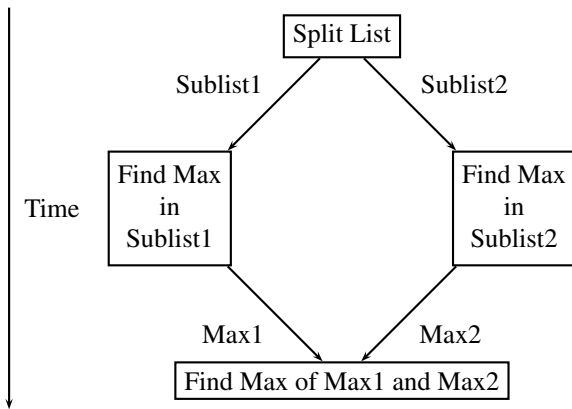 Split List
Sublist1
Sublist2
Find Max
in
Sublist1
Find Max
in
Sublist2
Time
Max1
Max2
Find Max of Max1 and Max2